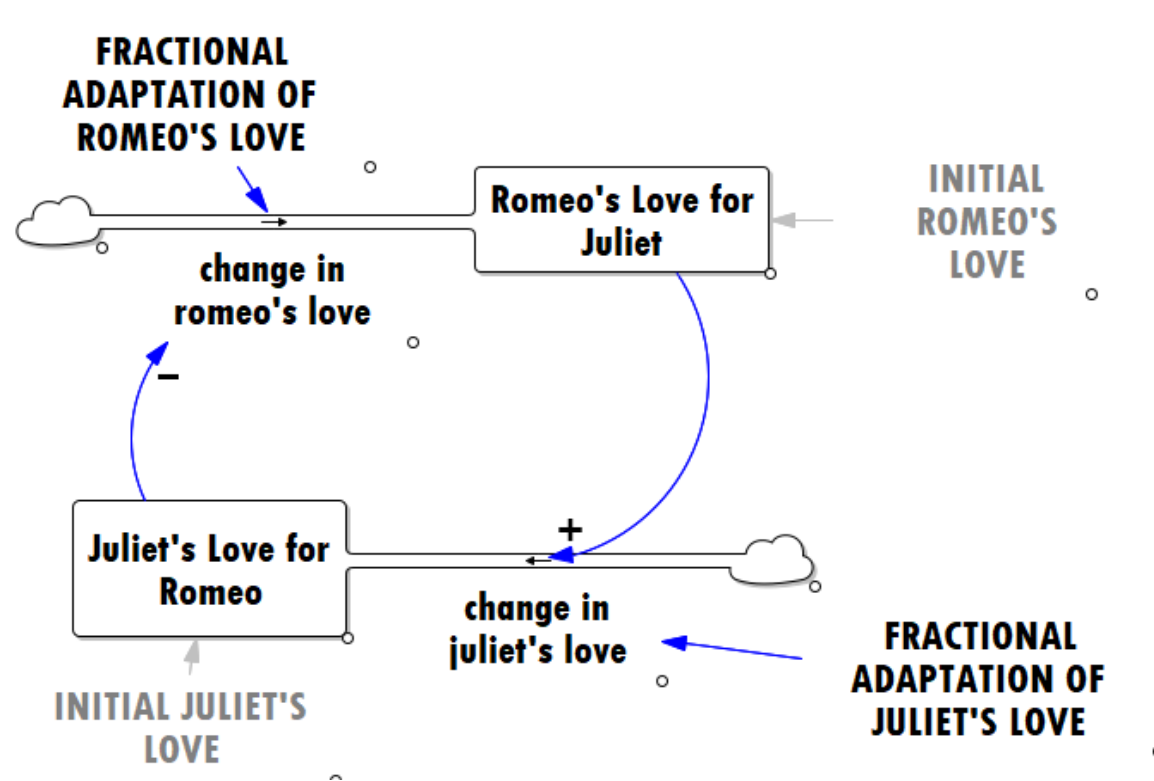 FRACTIONAL
ADAPTATION OF
ROMEO'S LOVE
Romeo's Love for
Juliet
INITIAL
ROMEO'S
LOVE
change in
romeo's love
−
Juliet's Love for
Romeo
+
change in
juliet's love
FRACTIONAL
ADAPTATION OF
JULIET'S LOVE
INITIAL JULIET'S
LOVE